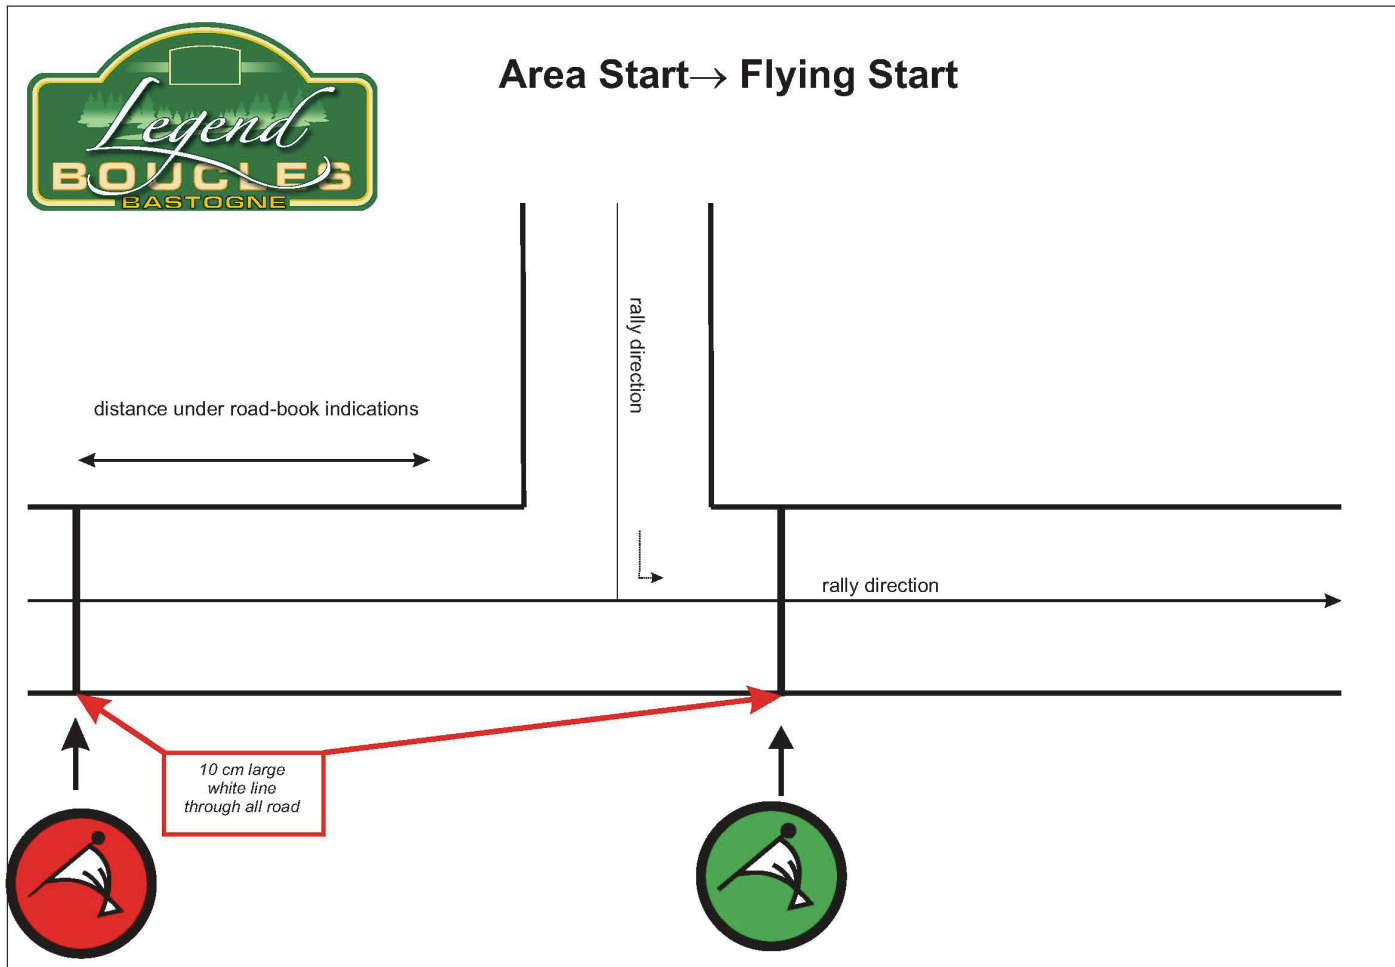 Legend
BOUCLES
BASTOGNE
Area Start→ Flying Start
rally direction
distance under road-book indications
rally direction
10 cm large
white line
through all road